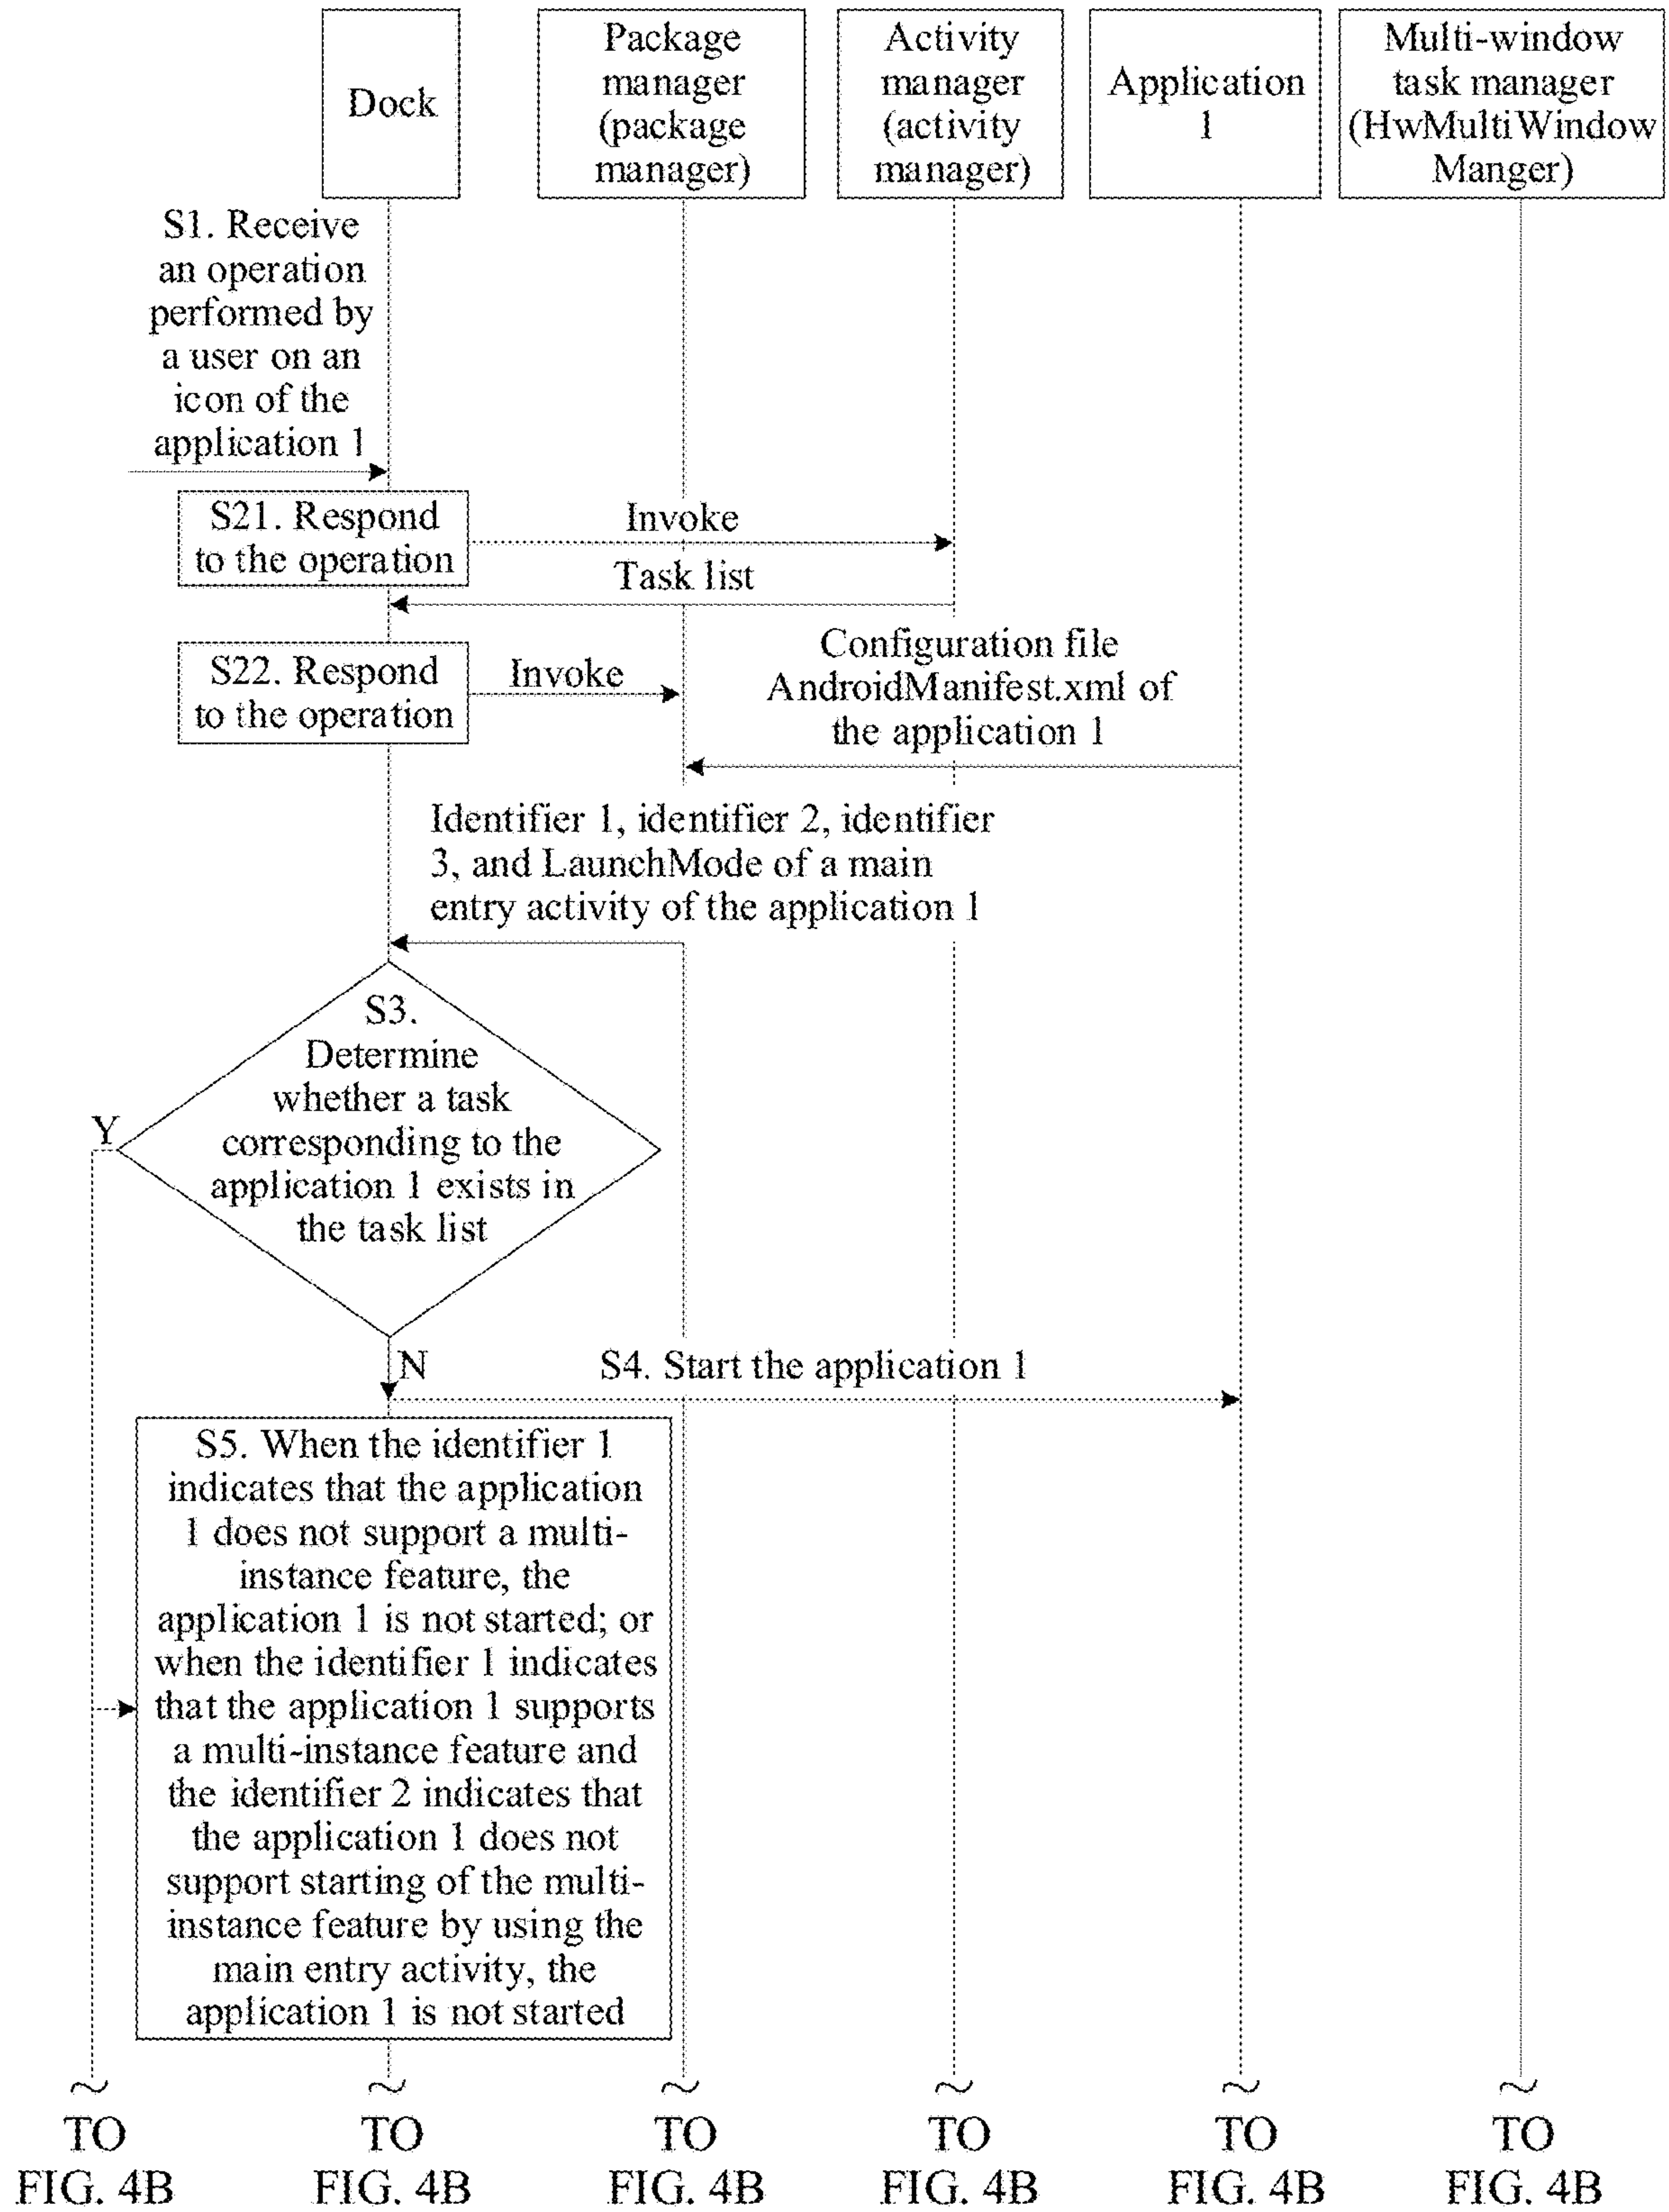 Dock
Package
manager
(package
manager)
Activity
manager
(activity
manager)
Application
1
Multi-window
task manager
(HwMultiWindow
Manger)
S1. Receive
an operation
performed by
a user on an
icon of the
application 1
S21. Respond
to the operation
Invoke
Task list
S22. Respond
to the operation
Invoke
Configuration file
AndroidManifest.xml of
the application 1
Identifier 1, identifier 2, identifier
3, and LaunchMode of a main
entry activity of the application 1
S3.
Determine
whether a task
corresponding to the
application 1 exists in
the task list
Y
N
S4. Start the application 1
S5. When the identifier 1
indicates that the application
1 does not support a multi-
instance feature, the
application 1 is not started; or
when the identifier 1 indicates
that the application 1 supports
a multi-instance feature and
the identifier 2 indicates that
the application 1 does not
support starting of the multi-
instance feature by using the
main entry activity, the
application 1 is not started
TO
FIG. 4B
TO
FIG. 4B
TO
FIG. 4B
TO
FIG. 4B
TO
FIG. 4B
TO
FIG. 4B